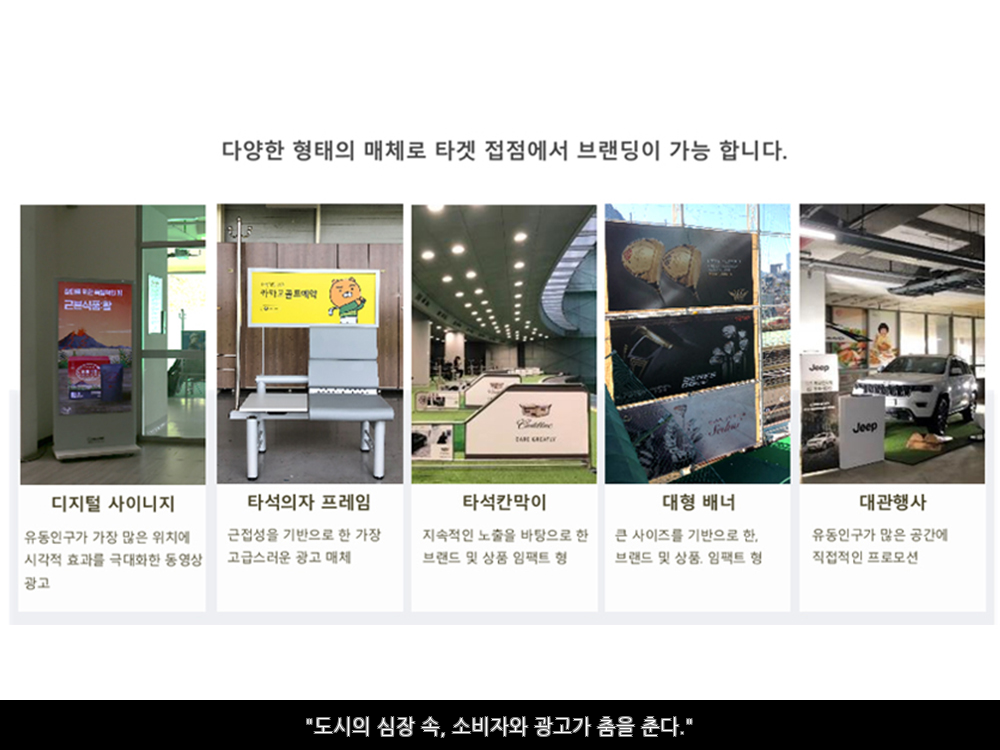 다양한 형태의 매체로 타겟 접점에서 브랜딩이 가능 합니다.
카카오골프예약
Cadillac
DARE GREATLY
Jeep
Jeep
디지털 사이니지
유동인구가 가장 많은 위치에
시각적 효과를 극대화한 동영상
광고
타석의자 프레임
근접성을 기반으로 한 가장
고급스러운 광고 매체
타석칸막이
지속적인 노출을 바탕으로 한
브랜드 및 상품 임팩트 형
대형 배너
큰 사이즈를 기반으로 한,
브랜드 및 상품. 임팩트 형
대관행사
유동인구가 많은 공간에
직접적인 프로모션
"도시의 심장 속, 소비자와 광고가 춤을 춘다."